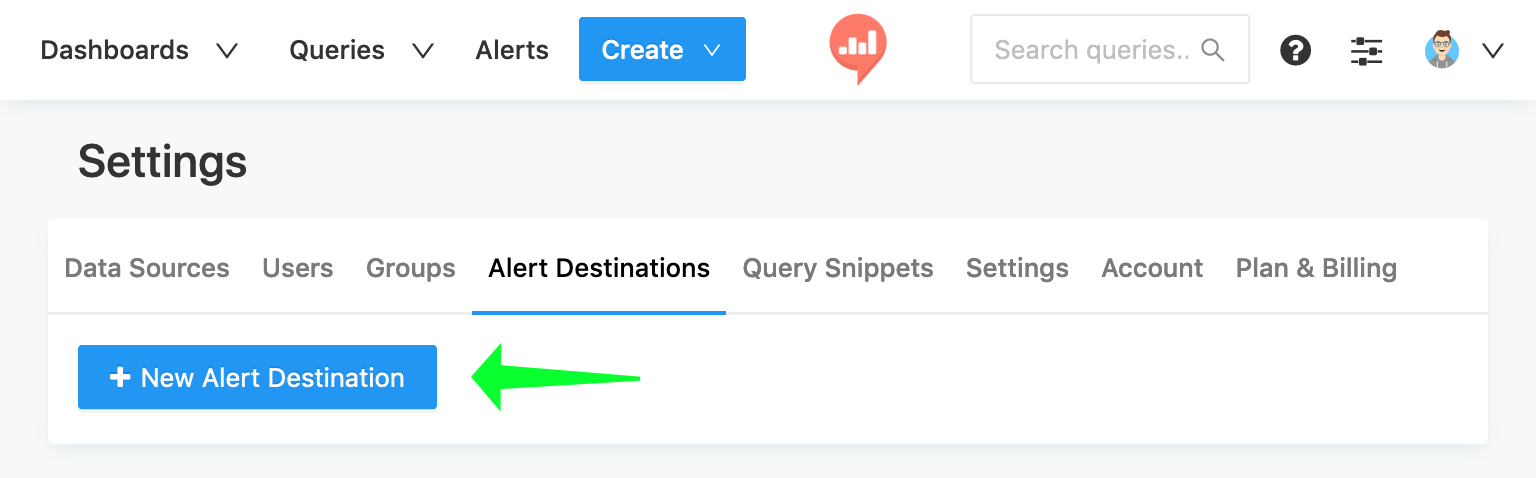 Dashboards Queries Alerts Create Search queries..
Settings
Data Sources Users Groups Alert Destinations Query Snippets Settings Account Plan & Billing
+ New Alert Destination